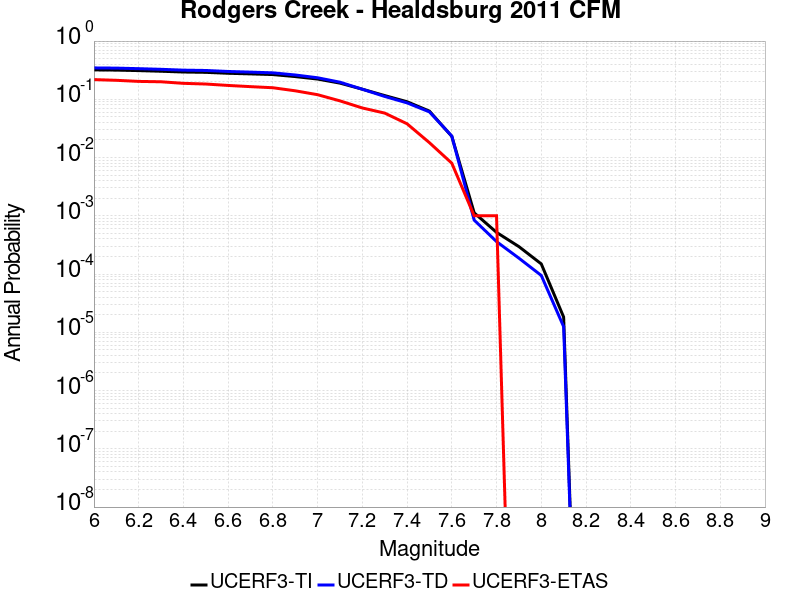 Rodgers Creek - Healdsburg 2011 CFM
10^0
10^-1
10^-2
10^-3
10^-4
10^-5
10^-6
10^-7
10^-8
Annual Probability
6 6.2 6.4 6.6 6.8 7 7.2 7.4 7.6 7.8 8 8.2 8.4 8.6 8.8 9
Magnitude
UCERF3-TI UCERF3-TD UCERF3-ETAS